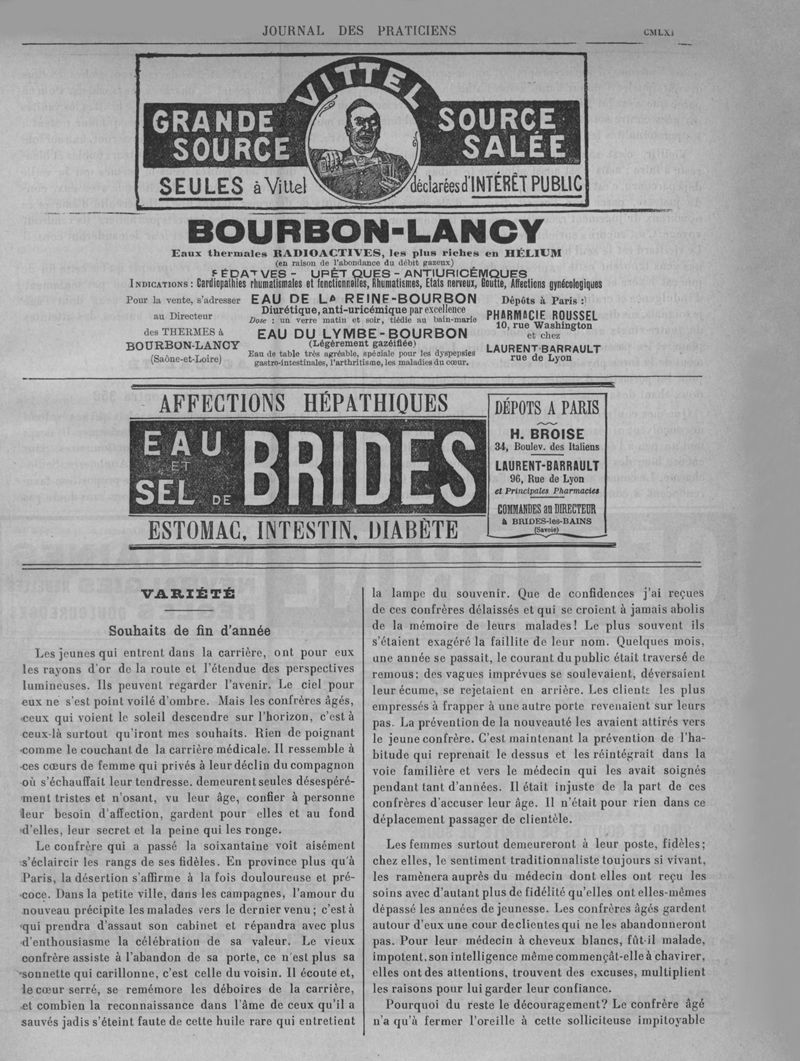 JOURNAL DES PRATICIENS
CMLXI
VITTEL
GRANDE SOURCE
SOURCE SALÉE
SEULES à Vittel déclarées d'INTÉRÊT PUBLIC
BOURBON-LANCY
Eaux thermales RADIOACTIVES, les plus riches en HÉLIUM
(en raison de l'abondance du débit gazeux)
ANTIURICÉMIQUES
INDICATIONS : Cardiopathies rhumatismales et fonctionnelles, Rhumatismes, Etats nerveux, Goutte, Affections gynécologiques
Pour la vente, s'adresser
au Directeur
des THERMES à
BOURBON-LANCY
(Saône-et-Loire)
EAU DE LA REINE-BOURBON
Diurétique, anti-uricémique par excellence
Dose : un verre matin et soir, tiédie au bain-marie
EAU DU LYMBE-BOURBON
(Légèrement gazéifiée)
Eau de table très agréable, spéciale pour les dyspepsies
gastro-intestinales, l'arthritisme, les maladies du cœur.
Dépôts à Paris :
PHARMACIE ROUSSEL
10, rue Washington
et chez
LAURENT-BARRAULT
rue de Lyon
AFFECTIONS HÉPATHIQUES
EAU
ET
SEL DE
BRIDES
ESTOMAC, INTESTIN, DIABÈTE
DÉPOTS A PARIS
H. BROISE
34, Boulev. des Italiens
LAURENT-BARRAULT
96, Rue de Lyon
et Principales Pharmacies
COMMANDES au DIRECTEUR
à BRIDES-les-BAINS
(Savoie)
VARIÉTÉ
Souhaits de fin d'année
Les jeunes qui entrent dans la carrière, ont pour eux
les rayons d'or de la route et l'étendue des perspectives
lumineuses. Ils peuvent regarder l'avenir. Le ciel pour
eux ne s'est point voilé d'ombre. Mais les confrères âgés,
ceux qui voient le soleil descendre sur l'horizon, c'est à
ceux-là surtout qu'iront mes souhaits. Rien de poignant
comme le couchant de la carrière médicale. Il ressemble à
ces cœurs de femme qui privés à leur déclin du compagnon
où s'échauffait leur tendresse. demeurent seules désespéré-
ment tristes et n'osant, vu leur âge, confier à personne
leur besoin d'affection, gardent pour elles et au fond
d'elles, leur secret et la peine qui les ronge.
Le confrère qui a passé la soixantaine voit aisément
s'éclaircir les rangs de ses fidèles. En province plus qu'à
Paris, la désertion s'affirme à la fois douloureuse et pré-
coce. Dans la petite ville, dans les campagnes, l'amour du
nouveau précipite les malades vers le dernier venu ; c'est à
qui prendra d'assaut son cabinet et répandra avec plus
d'enthousiasme la célébration de sa valeur. Le vieux
confrère assiste à l'abandon de sa porte, ce n'est plus sa
sonnette qui carillonne, c'est celle du voisin. Il écoute et,
le cœur serré, se remémore les déboires de la carrière,
et combien la reconnaissance dans l'âme de ceux qu'il a
sauvés jadis s'éteint faute de cette huile rare qui entretient
la lampe du souvenir. Que de confidences j'ai reçues
de ces confrères délaissés et qui se croient à jamais abolis
de la mémoire de leurs malades ! Le plus souvent ils
s'étaient exagéré la faillite de leur nom. Quelques mois,
une année se passait, le courant du public était traversé de
remous ; des vagues imprévues se soulevaient, déversaient
leur écume, se rejetaient en arrière. Les clients les plus
empressés à frapper à une autre porte revenaient sur leurs
pas. La prévention de la nouveauté les avaient attirés vers
le jeune confrère. C'est maintenant la prévention de l'ha-
bitude qui reprenait le dessus et les réintégrait dans la
voie familière et vers le médecin qui les avait soignés
pendant tant d'années. Il était injuste de la part de ces
confrères d'accuser leur âge. Il n'était pour rien dans ce
déplacement passager de clientèle.
Les femmes surtout demeureront à leur poste, fidèles ;
chez elles, le sentiment traditionnaliste toujours si vivant,
les ramènera auprès du médecin dont elles ont reçu les
soins avec d'autant plus de fidélité qu'elles ont elles-mêmes
dépassé les années de jeunesse. Les confrères âgés gardent
autour d'eux une cour de clientes qui ne les abandonneront
pas. Pour leur médecin à cheveux blancs, fût-il malade,
impotent, son intelligence même commençât-elle à chavirer,
elles ont des attentions, trouvent des excuses, multiplient
les raisons pour lui garder leur confiance.
Pourquoi du reste le découragement? Le confrère âgé
n'a qu'à fermer l'oreille à cette solliciteuse impitoyable